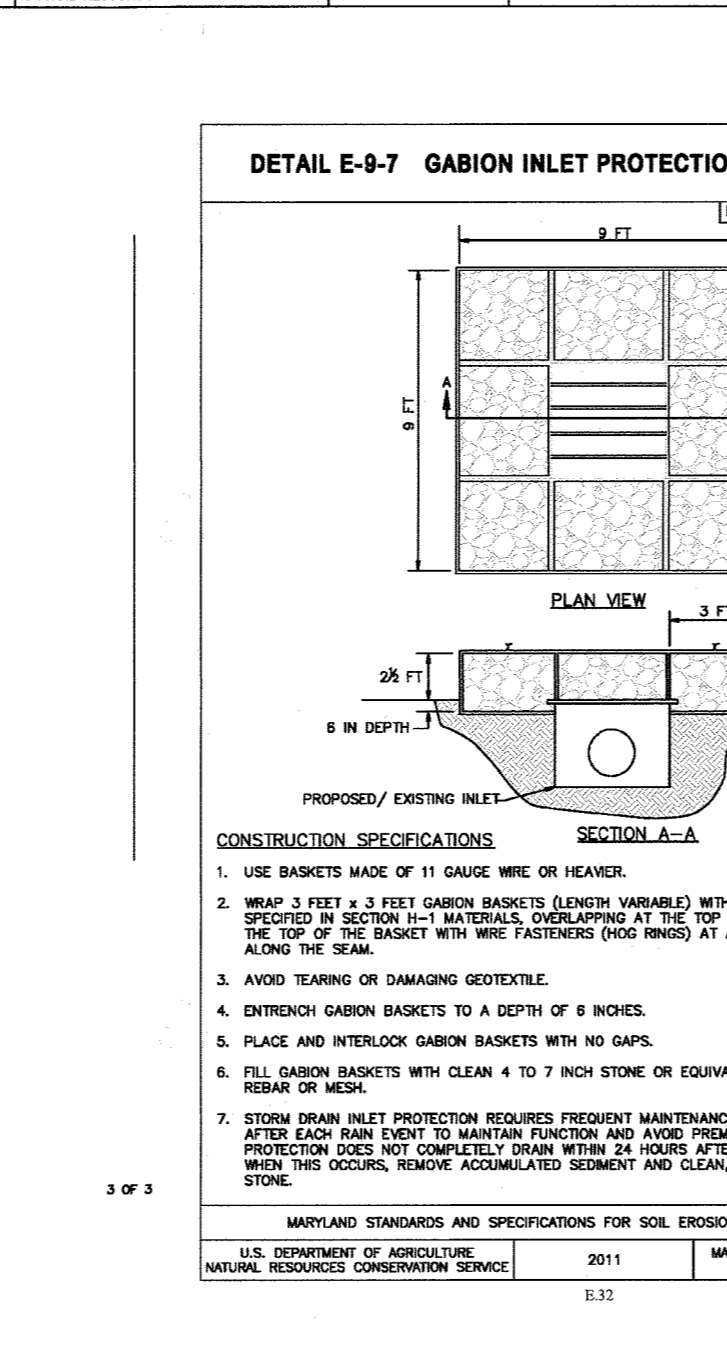 DETAIL E-9-7 GABION INLET PROTECTIO
9 FT
A
9 FT
PLAN VIEW
3 F
2½ FT
6 IN DEPTH
PROPOSED/ EXISTING INLET
SECTION A-A
CONSTRUCTION SPECIFICATIONS
1. USE BASKETS MADE OF 11 GAUGE WIRE OR HEAVIER.
2. WRAP 3 FEET x 3 FEET GABION BASKETS (LENGTH VARIABLE) WITH
SPECIFIED IN SECTION H-1 MATERIALS, OVERLAPPING AT THE TOP
THE TOP OF THE BASKET WITH WIRE FASTENERS (HOG RINGS) AT
ALONG THE SEAM.
3. AVOID TEARING OR DAMAGING GEOTEXTILE.
4. ENTRENCH GABION BASKETS TO A DEPTH OF 6 INCHES.
5. PLACE AND INTERLOCK GABION BASKETS WITH NO GAPS.
6. FILL GABION BASKETS WITH CLEAN 4 TO 7 INCH STONE OR EQUIVA
REBAR OR MESH.
7. STORM DRAIN INLET PROTECTION REQUIRES FREQUENT MAINTENANC
AFTER EACH RAIN EVENT TO MAINTAIN FUNCTION AND AVOID PREM
PROTECTION DOES NOT COMPLETELY DRAIN WITHIN 24 HOURS AFTE
WHEN THIS OCCURS, REMOVE ACCUMULATED SEDIMENT AND CLEAN,
STONE.
3 OF 3
MARYLAND STANDARDS AND SPECIFICATIONS FOR SOIL EROSIO
U.S. DEPARTMENT OF AGRICULTURE
NATURAL RESOURCES CONSERVATION SERVICE
2011
MA
E.32